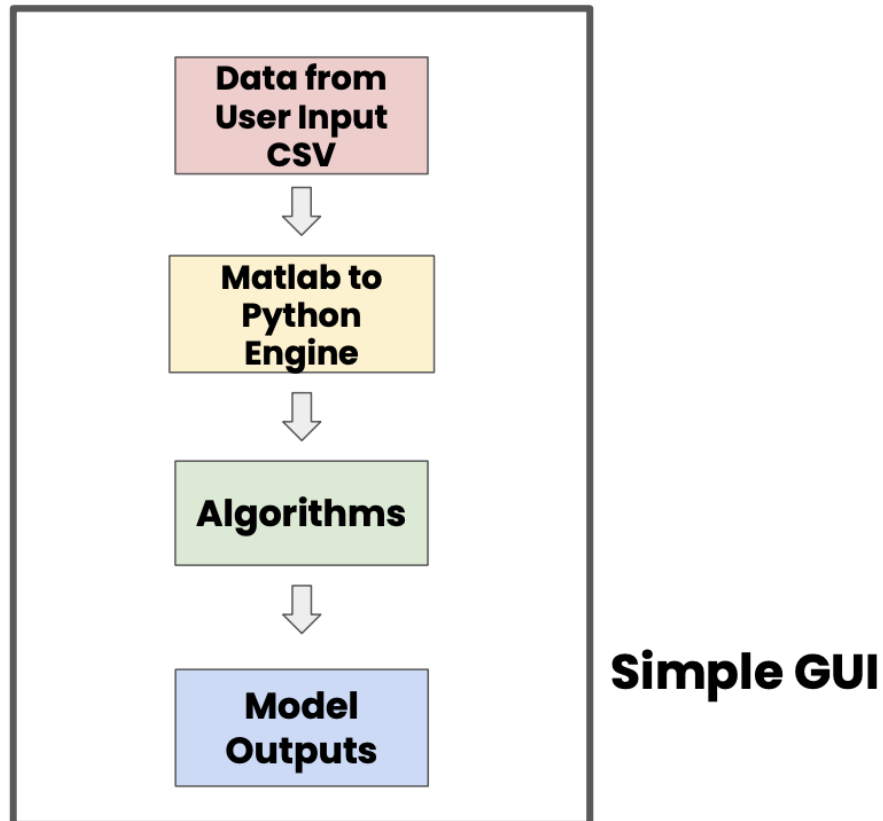 Data from
User Input
CSV
Matlab to
Python
Engine
Algorithms
Model
Outputs
Simple GUI